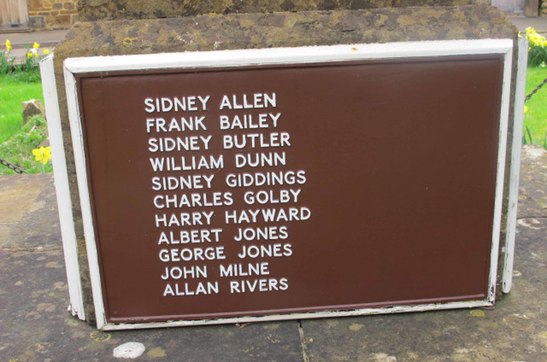 SIDNEY ALLEN
FRANK BAILEY
SIDNEY BUTLER
WILLIAM DUNN
SIDNEY GIDDINGS
CHARLES GOLBY
HARRY HAYWARD
ALBERT JONES
GEORGE JONES
JOHN MILNE
ALLAN RIVERS